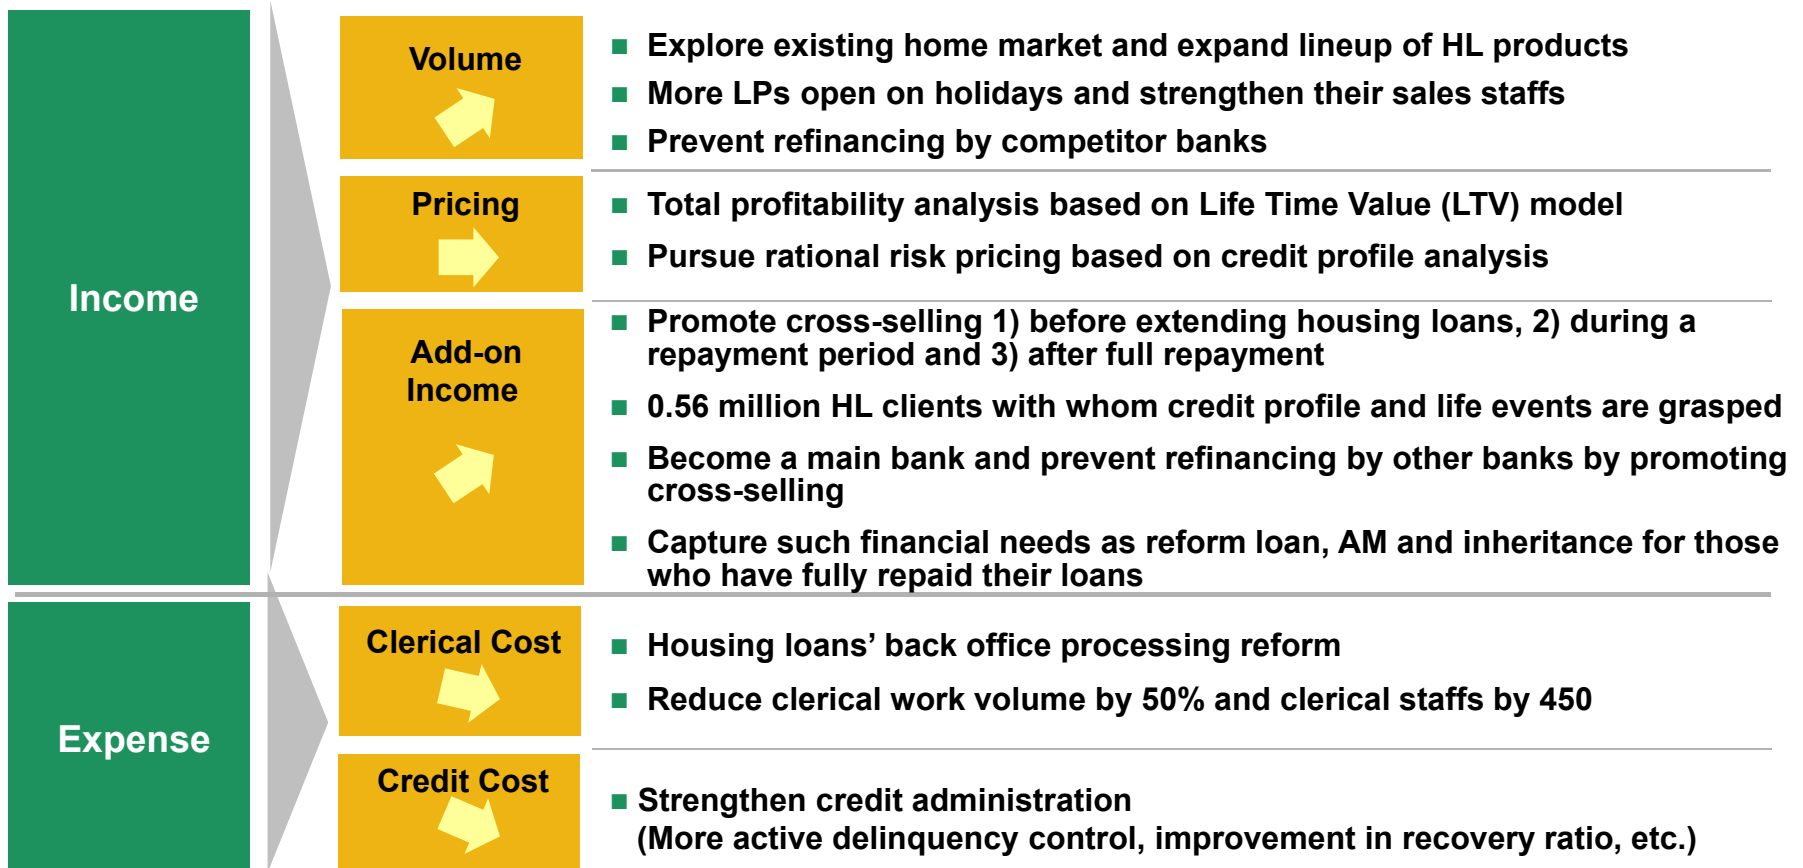 Income
Volume
■ Explore existing home market and expand lineup of HL products
■ More LPs open on holidays and strengthen their sales staffs
■ Prevent refinancing by competitor banks
Pricing
■ Total profitability analysis based on Life Time Value (LTV) model
■ Pursue rational risk pricing based on credit profile analysis
Add-on
Income
■ Promote cross-selling 1) before extending housing loans, 2) during a
repayment period and 3) after full repayment
■ 0.56 million HL clients with whom credit profile and life events are grasped
■ Become a main bank and prevent refinancing by other banks by promoting
cross-selling
■ Capture such financial needs as reform loan, AM and inheritance for those
who have fully repaid their loans
Expense
Clerical Cost
■ Housing loans’ back office processing reform
■ Reduce clerical work volume by 50% and clerical staffs by 450
Credit Cost
■ Strengthen credit administration
(More active delinquency control, improvement in recovery ratio, etc.)